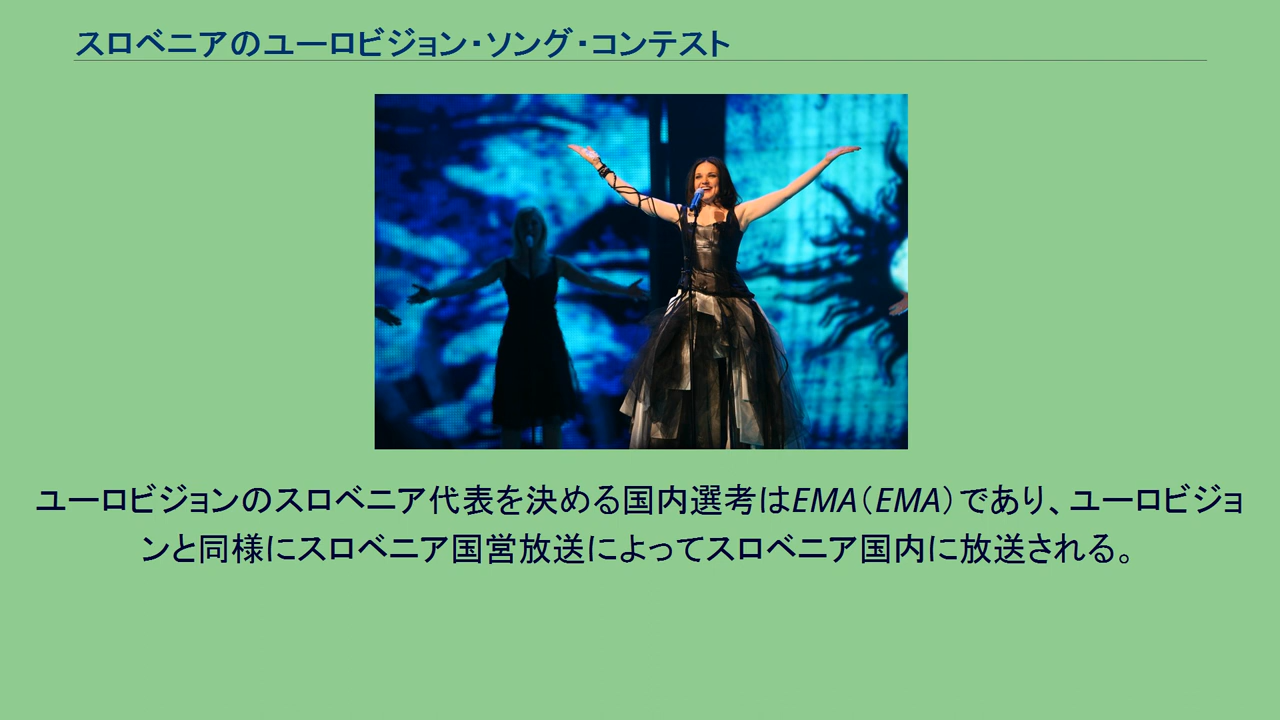 スロベニアのユーロビジョン・ソング・コンテスト
ユーロビジョンのスロベニア代表を決める国内選考はEMA（EMA）であり、ユーロビジョ
ンと同様にスロベニア国営放送によってスロベニア国内に放送される。